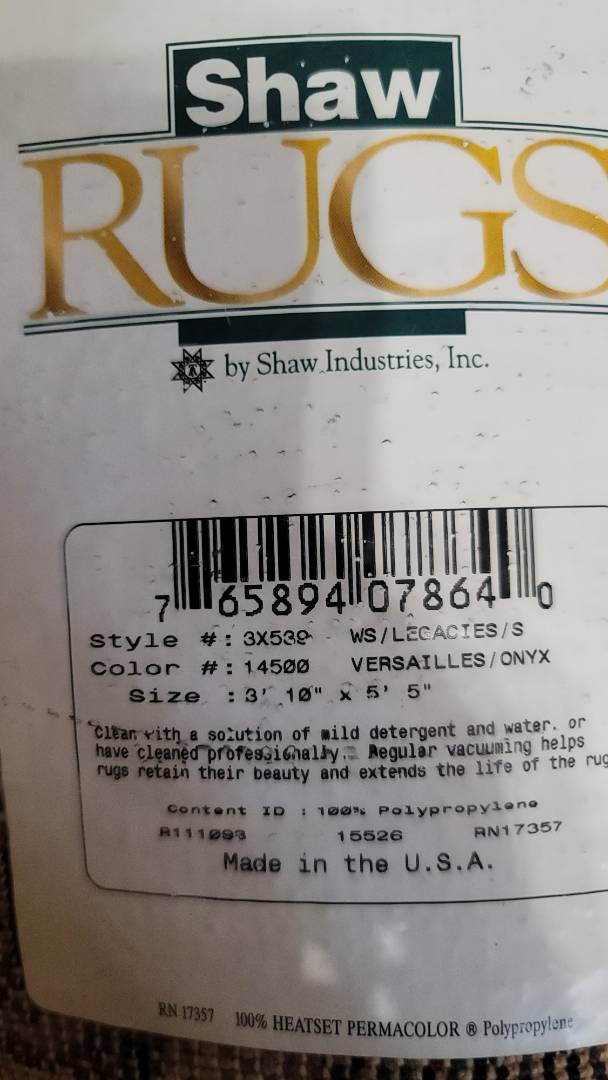 Shaw
RUGS
by Shaw Industries, Inc.
7 65894 07864 0
Style #: 3X539 WS/LEGACIES/S
Color #: 14500 VERSAILLES/ONYX
Size : 3' 10" x 5' 5"
Clean with a solution of mild detergent and water. or
have cleaned professionally. Regular vacuuming helps
rugs retain their beauty and extends the life of the rug
Content ID : 100% Polypropylene
R111093 15526 RN17357
Made in the U.S.A.
RN 17357 100% HEATSET PERMACOLOR ® Polypropylene